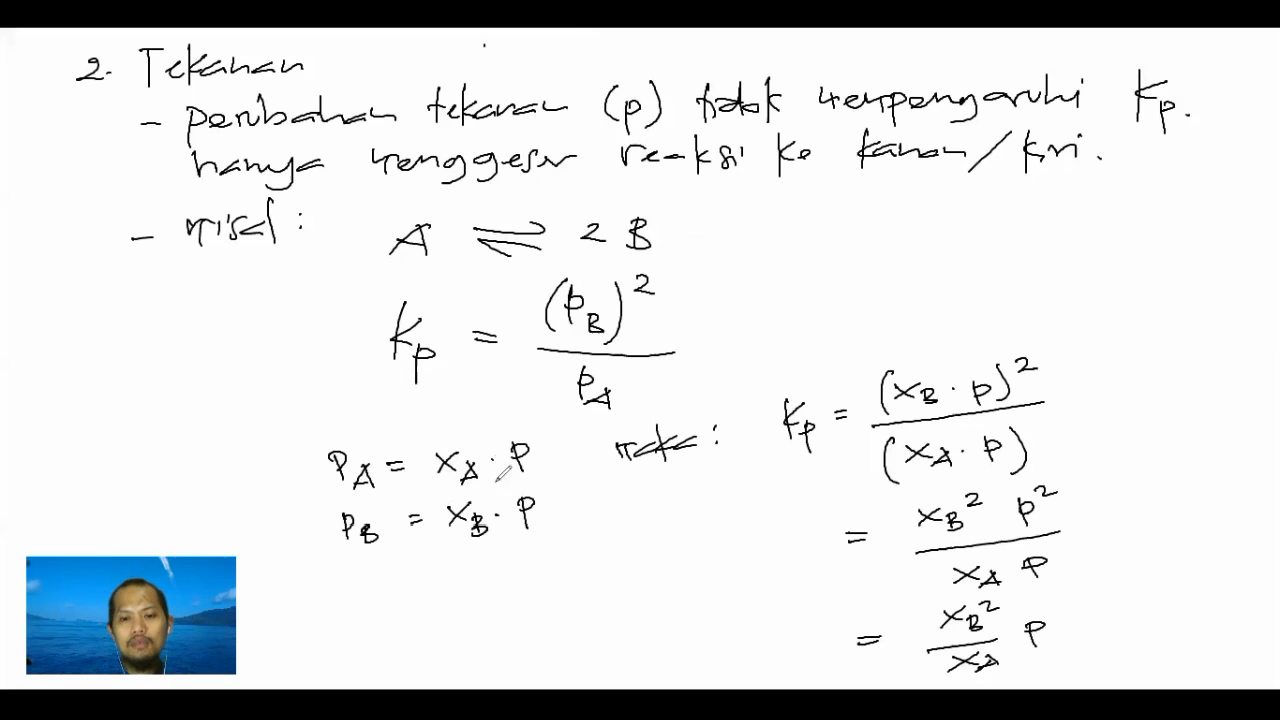 2. Tekanan
- perubahan tekanan (p) tidak mempengaruhi Kp.
hanya menggeser reaksi ke kanan/kiri.
- misal: A ⇌ 2 B
Kp = (pB)² / pA
pA = xA · p
pB = xB · p
maka: Kp = (xB · p)² / (xA · p)
= xB² p² / xA p
= xB² / xA p